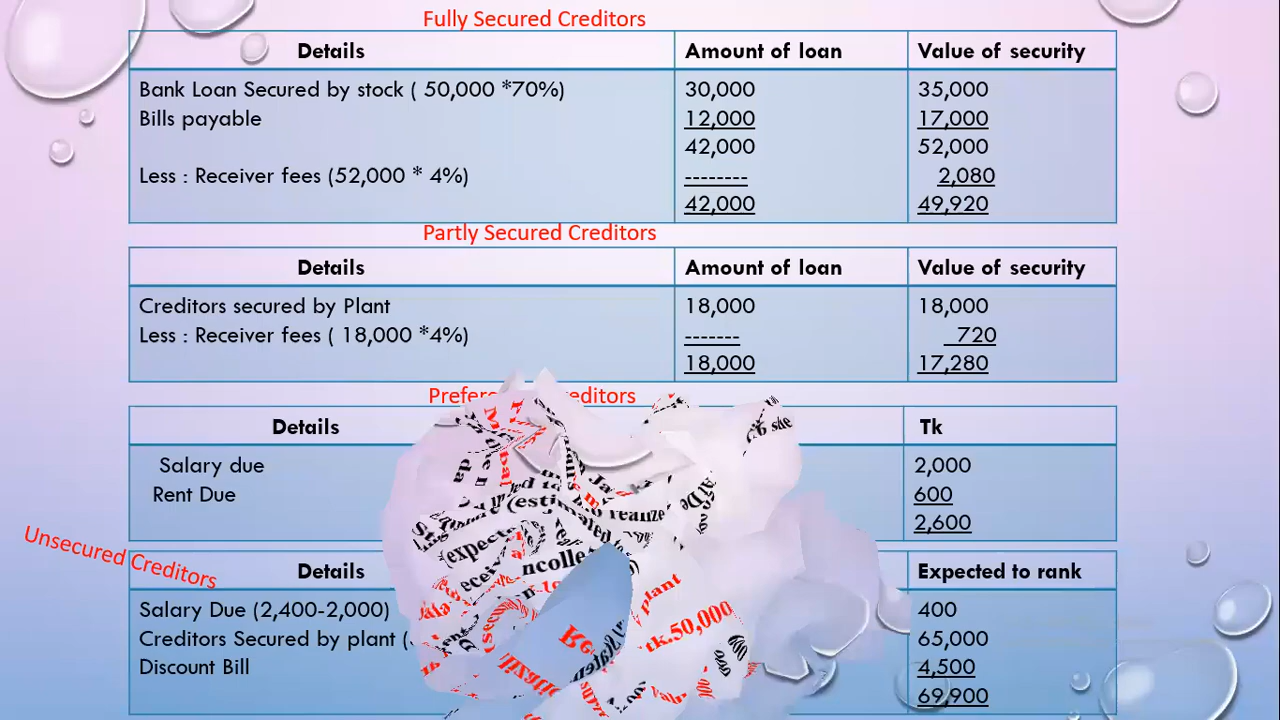 Fully Secured Creditors
Details Amount of loan Value of security
Bank Loan Secured by stock ( 50,000 *70%) 30,000 35,000
Bills payable 12,000 17,000
42,000 52,000
Less : Receiver fees (52,000 * 4%) -------- 2,080
42,000 49,920
Partly Secured Creditors
Details Amount of loan Value of security
Creditors secured by Plant 18,000 18,000
Less : Receiver fees ( 18,000 *4%) ------- 720
18,000 17,280
Details Tk
Salary due 2,000
Rent Due 600
2,600
Unsecured Creditors
Details Expected to rank
Salary Due (2,400-2,000) 400
Creditors Secured by plant ( 65,000
Discount Bill 4,500
69,900
realize
plant
tk.50,000